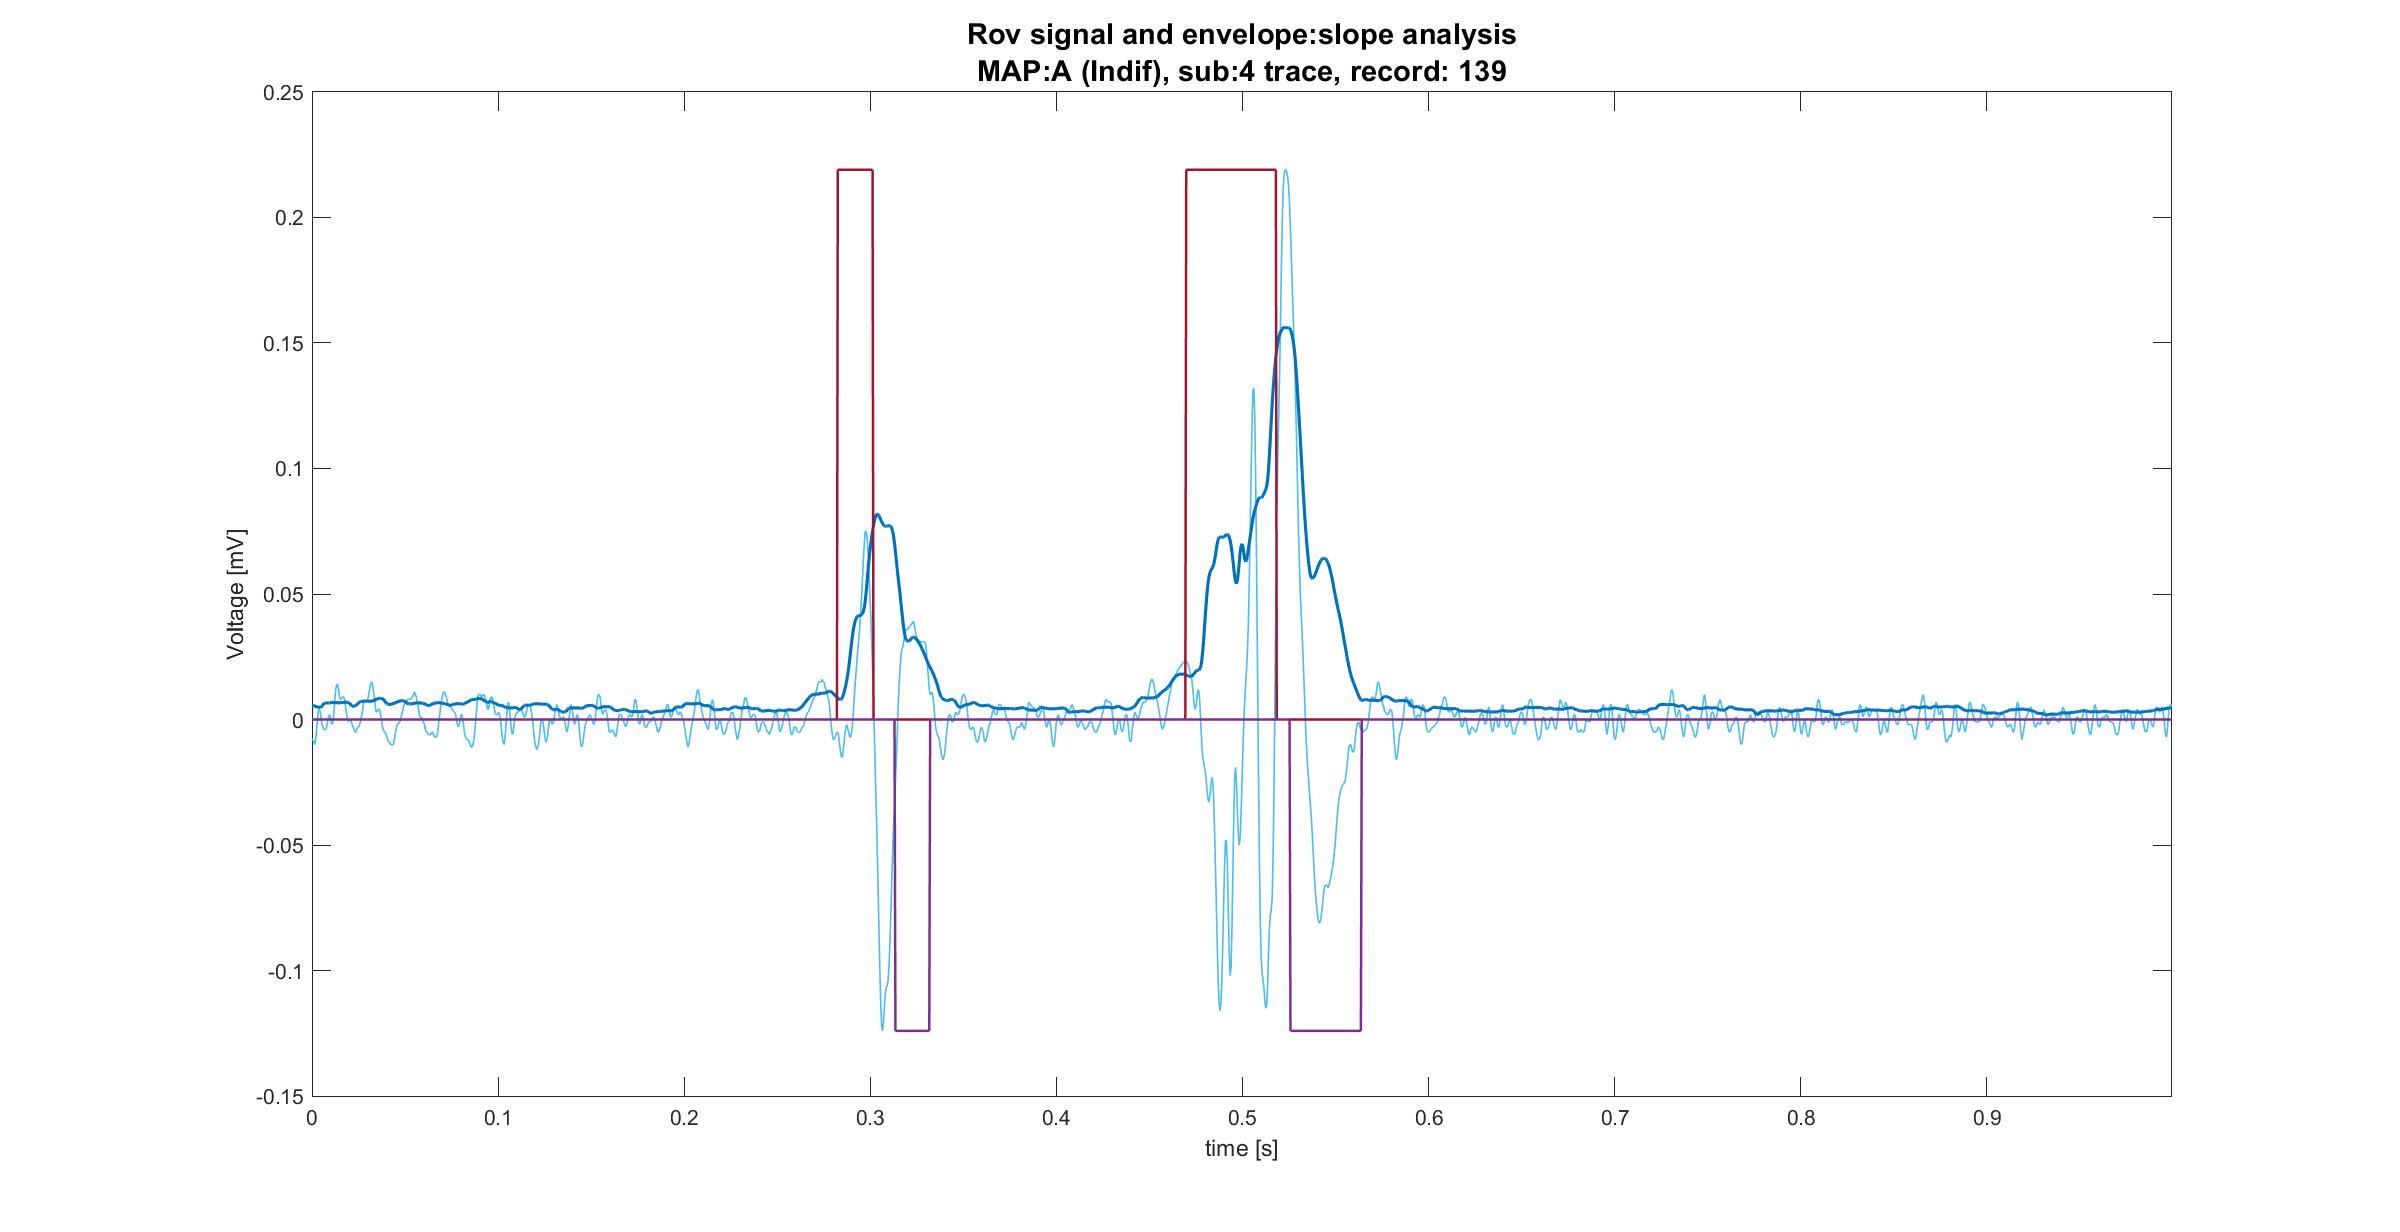 Rov signal and envelope:slope analysis
MAP:A (Indif), sub:4 trace, record: 139
0.25
0.2
0.15
0.1
0.05
0
-0.05
-0.1
-0.15
Voltage [mV]
0 0.1 0.2 0.3 0.4 0.5 0.6 0.7 0.8 0.9
time [s]